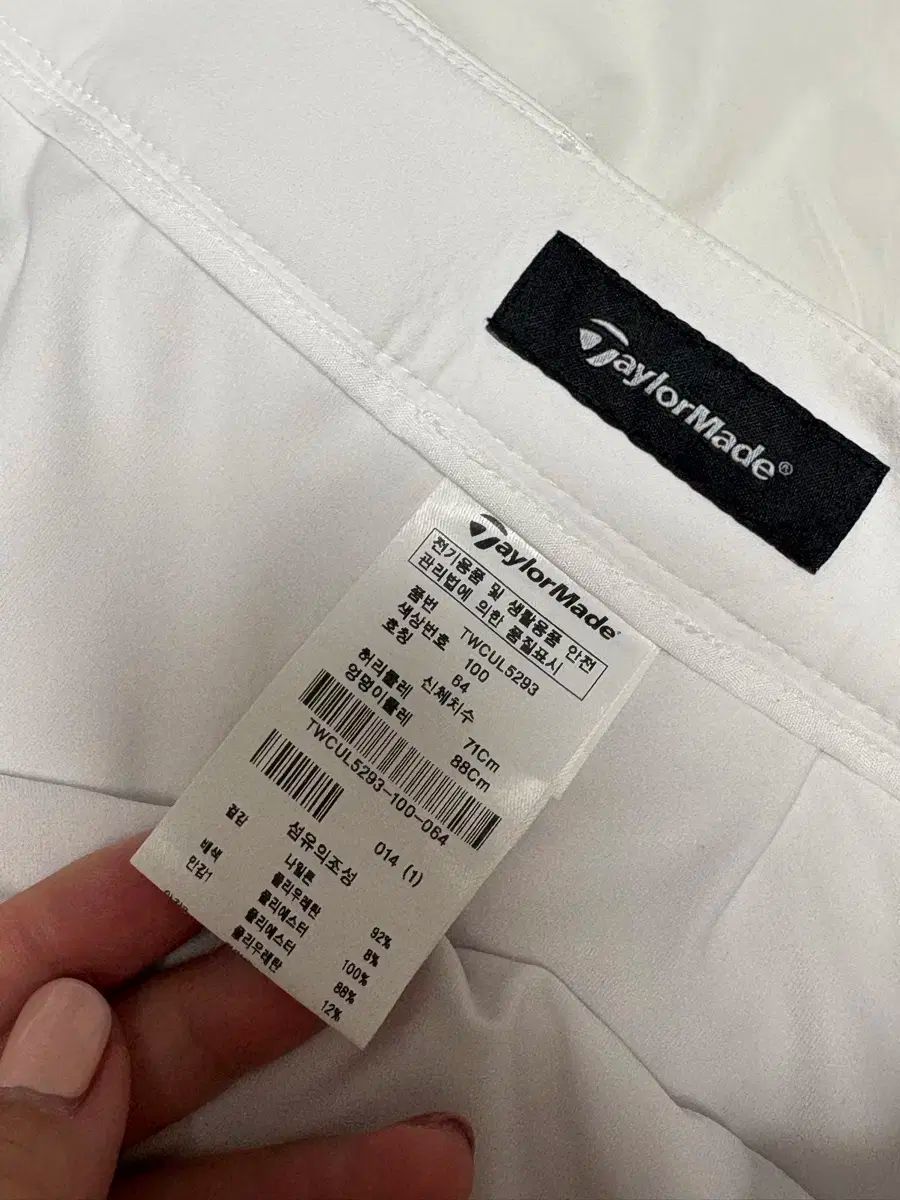 TaylorMade®
TaylorMade
전기용품 및 생활용품 안전
관리법에 의한 품질표시
품번 TWCUL5293
색상번호 100
호칭 64
신체치수
허리둘레 71Cm
엉덩이둘레 88Cm
TWCUL5293-100-064
014 (1)
섬유의조성
겉감 나일론 92%
폴리우레탄 8%
배색 폴리에스터 100%
안감1 폴리에스터 88%
폴리우레탄 12%